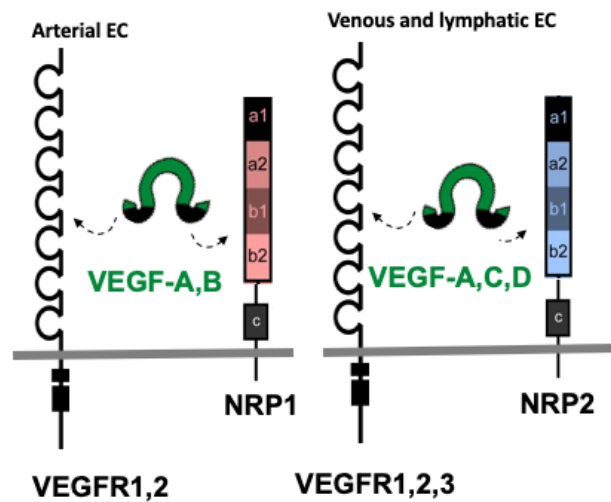 Arterial EC
a1
a2
b1
b2
VEGF-A,B
c
NRP1
VEGFR1,2
Venous and lymphatic EC
a1
a2
b1
b2
VEGF-A,C,D
c
NRP2
VEGFR1,2,3